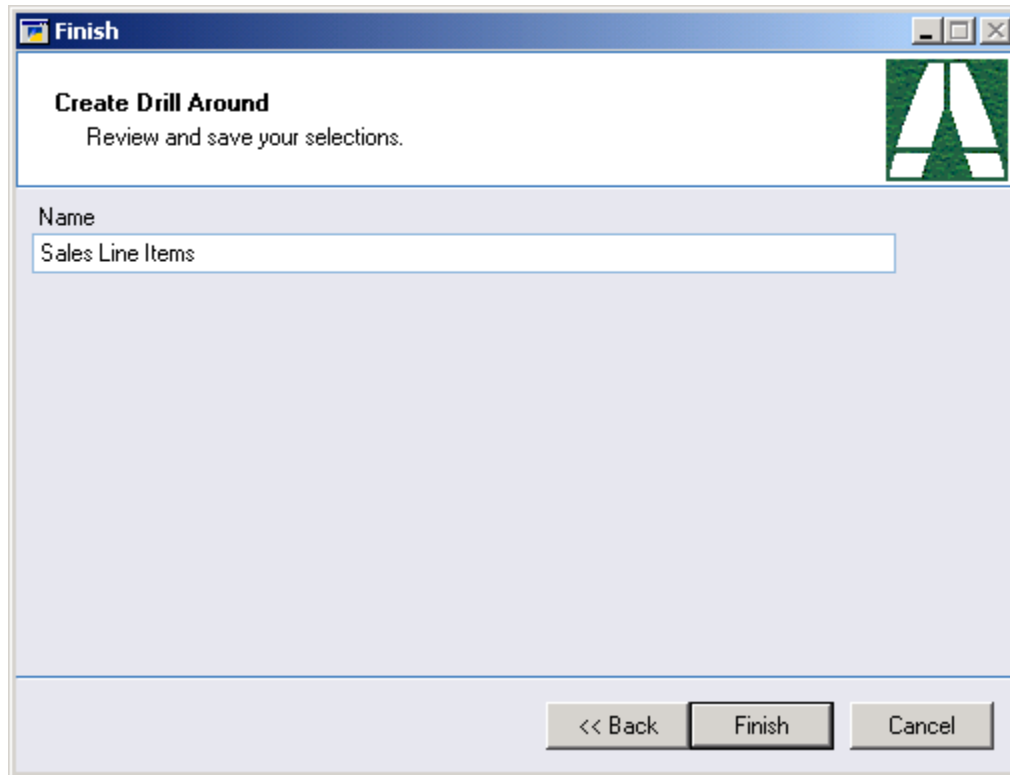 Finish
Create Drill Around
Review and save your selections.
Name
Sales Line Items
<< Back Finish Cancel